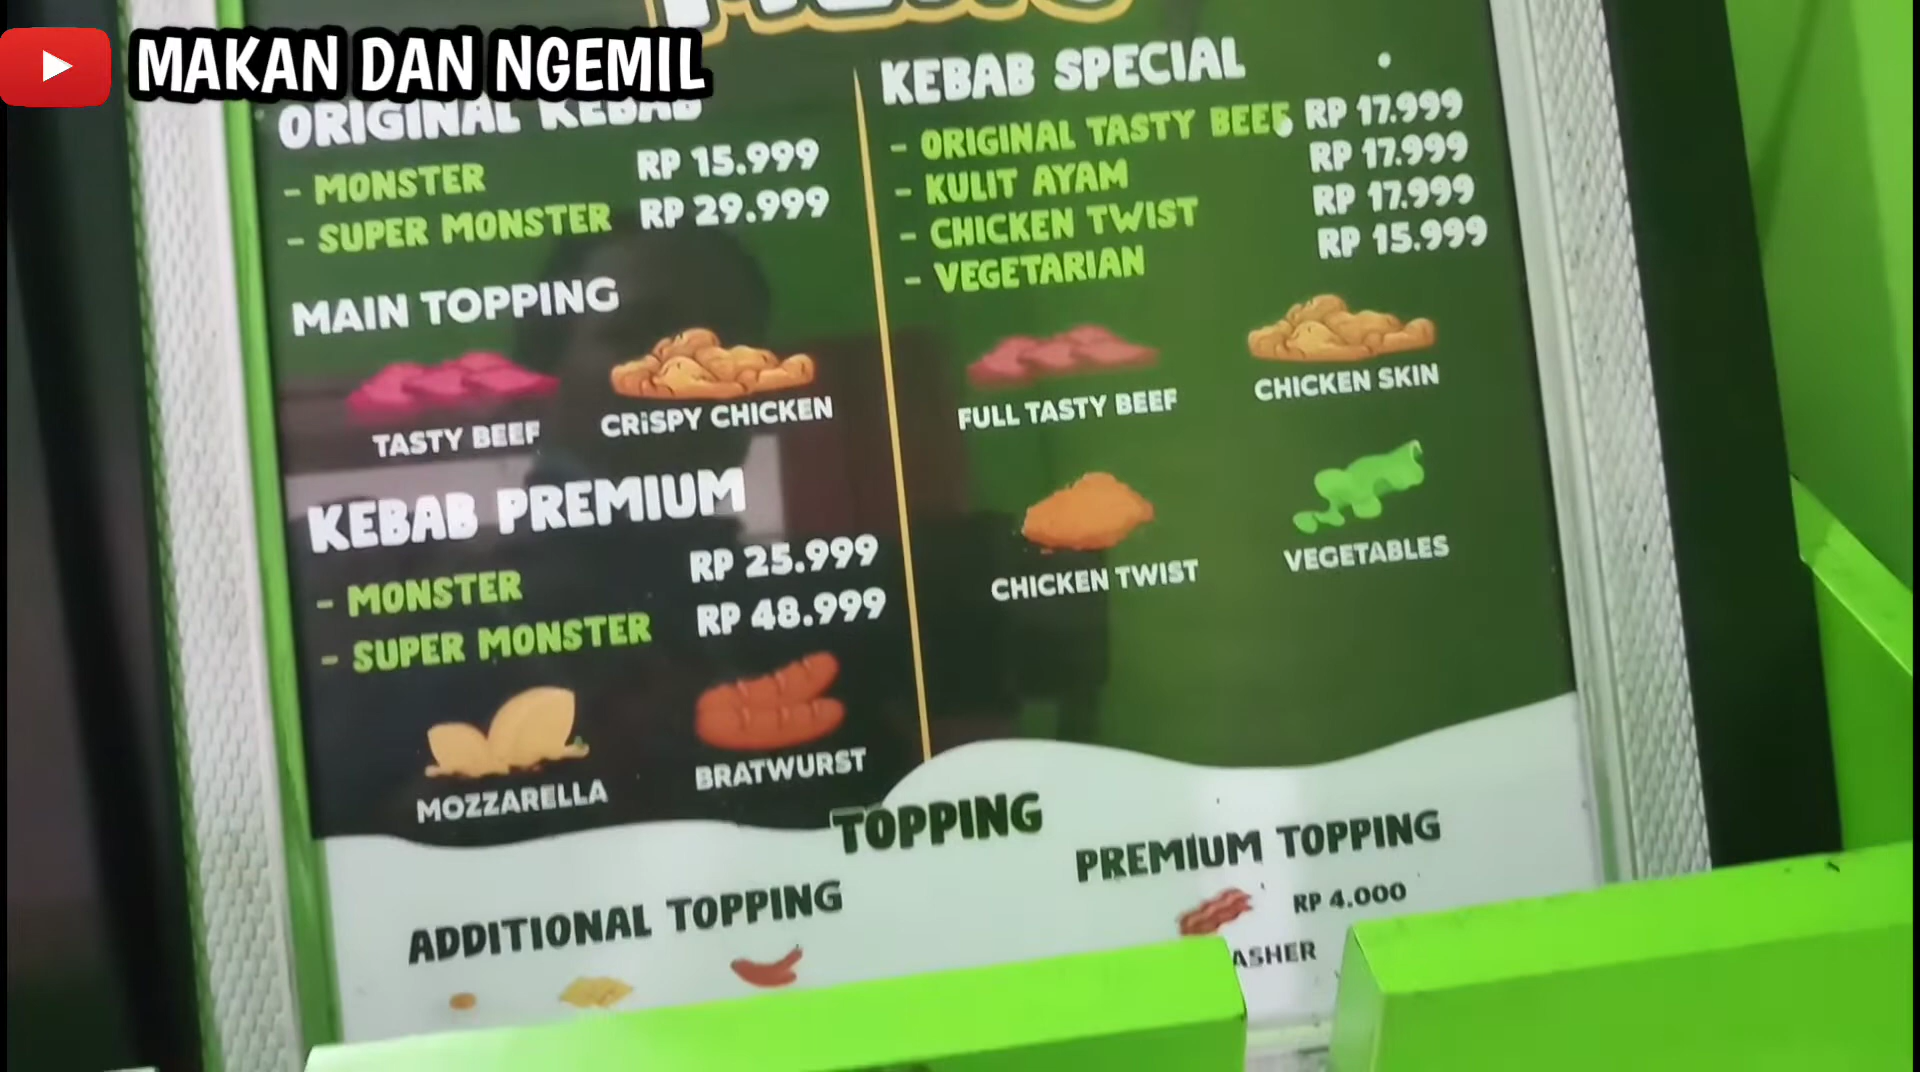 MAKAN DAN NGEMIL
ORIGINAL KEBAB
- MONSTER RP 15.999
- SUPER MONSTER RP 29.999
MAIN TOPPING
TASTY BEEF
CRiSPY CHICKEN
KEBAB PREMIUM
- MONSTER RP 25.999
- SUPER MONSTER RP 48.999
MOZZARELLA
BRATWURST
KEBAB SPECIAL
- ORIGINAL TASTY BEEF RP 17.999
- KULIT AYAM RP 17.999
- CHICKEN TWIST RP 17.999
- VEGETARIAN RP 15.999
FULL TASTY BEEF
CHICKEN SKIN
CHICKEN TWIST
VEGETABLES
TOPPING
ADDITIONAL TOPPING
PREMIUM TOPPING
RP 4.000